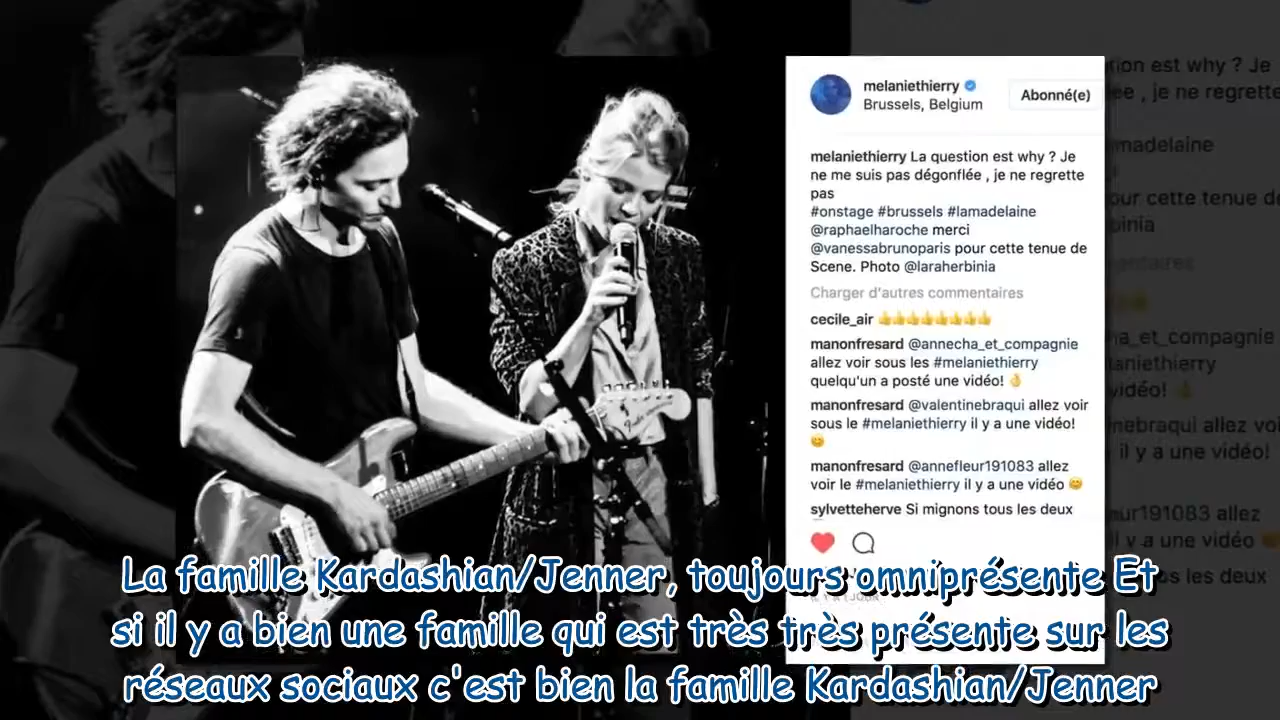 melaniethierry
Brussels, Belgium
Abonné(e)
melaniethierry La question est why ? Je
ne me suis pas dégonflée , je ne regrette
pas
#onstage #brussels #lamadelaine
@raphaelharoche merci
@vanessabrunoparis pour cette tenue de
Scene. Photo @laraherbinia
Charger d'autres commentaires
cecile_air 👍👍👍👍👍👍👍👍
manonfresard @annecha_et_compagnie
allez voir sous les #melaniethierry
quelqu'un a posté une vidéo! 👌
manonfresard @valentinebraqui allez voir
sous le #melaniethierry il y a une vidéo!
😊
manonfresard @annefleur191083 allez
voir le #melaniethierry il y a une vidéo 😊
sylvetteherve Si mignons tous les deux
La famille Kardashian/Jenner, toujours omniprésente Et
si il y a bien une famille qui est très très présente sur les
réseaux sociaux c'est bien la famille Kardashian/Jenner